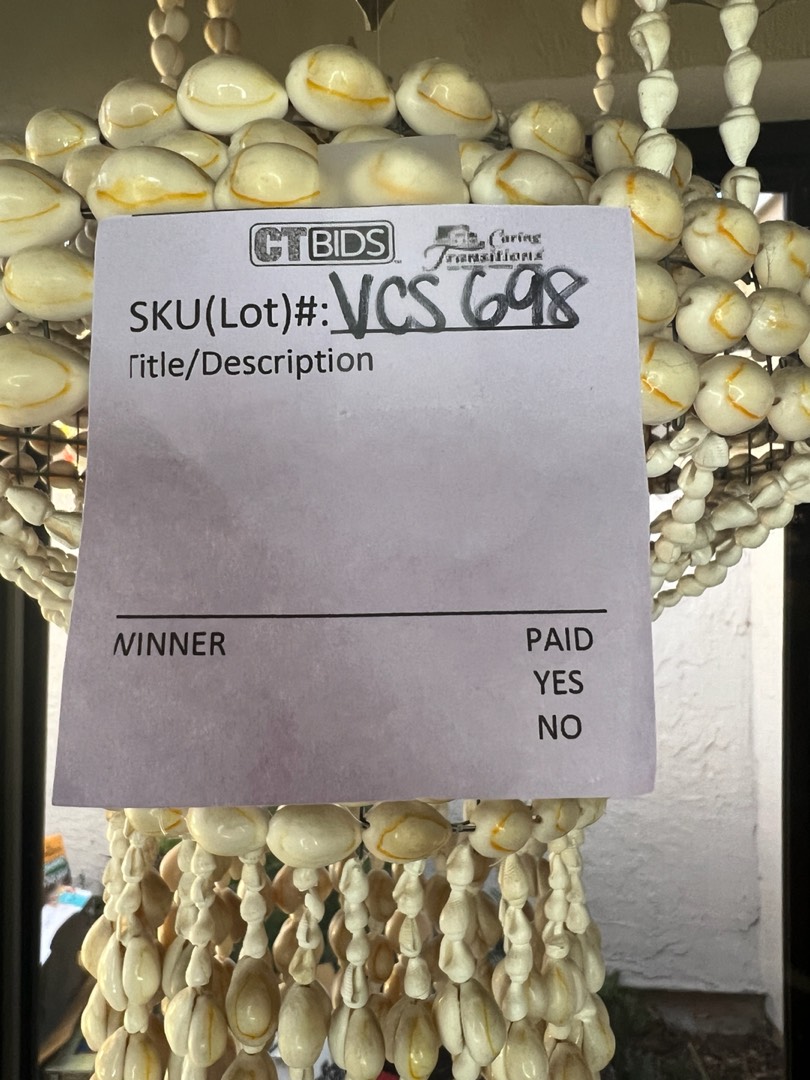 CTBIDS Caring
Transitions
SKU(Lot)#: VCS 698
Title/Description
WINNER PAID
YES
NO